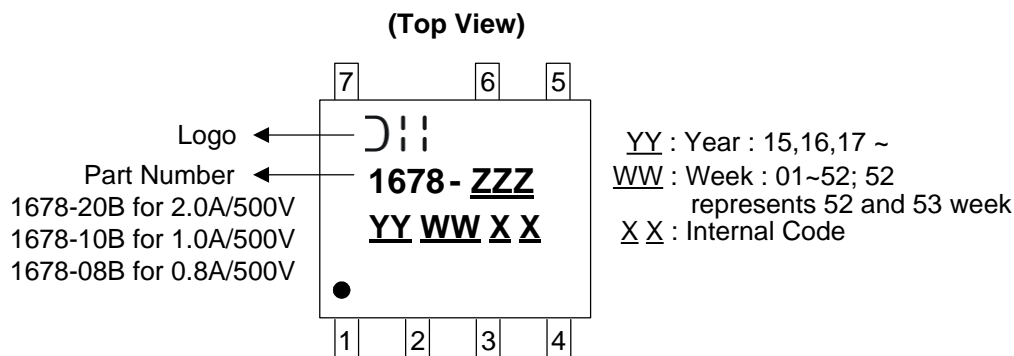 (Top View)
7 6 5
Logo
Part Number
1678-20B for 2.0A/500V
1678-10B for 1.0A/500V
1678-08B for 0.8A/500V
1678 - ZZZ
YY WW X X
YY : Year : 15,16,17 ~
WW : Week : 01~52; 52
represents 52 and 53 week
X X : Internal Code
1 2 3 4